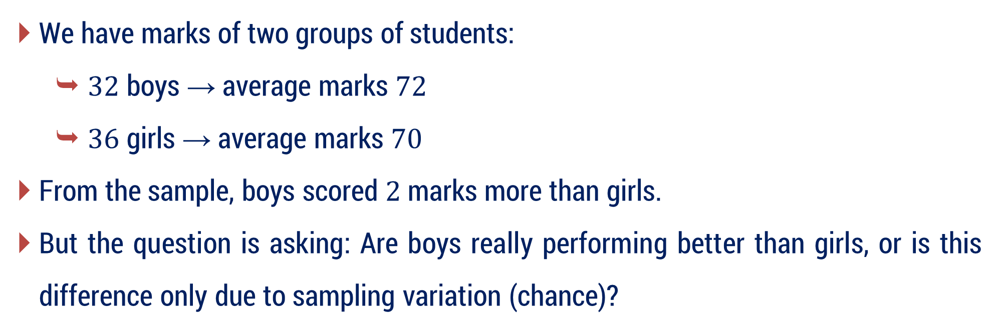 We have marks of two groups of students:
32 boys → average marks 72
36 girls → average marks 70
From the sample, boys scored 2 marks more than girls.
But the question is asking: Are boys really performing better than girls, or is this
difference only due to sampling variation (chance)?